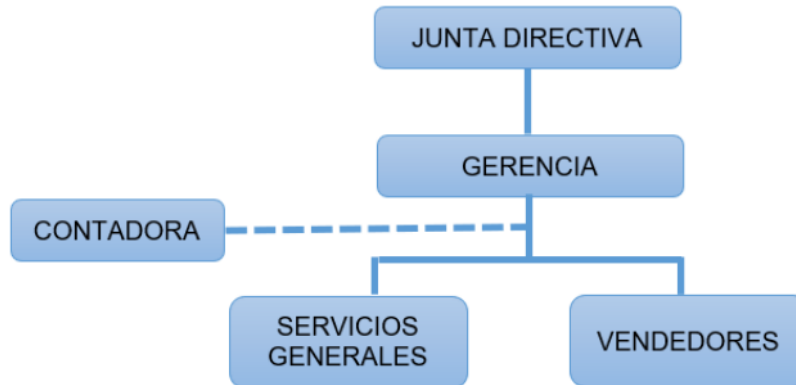 JUNTA DIRECTIVA
GERENCIA
CONTADORA
SERVICIOS
GENERALES
VENDEDORES